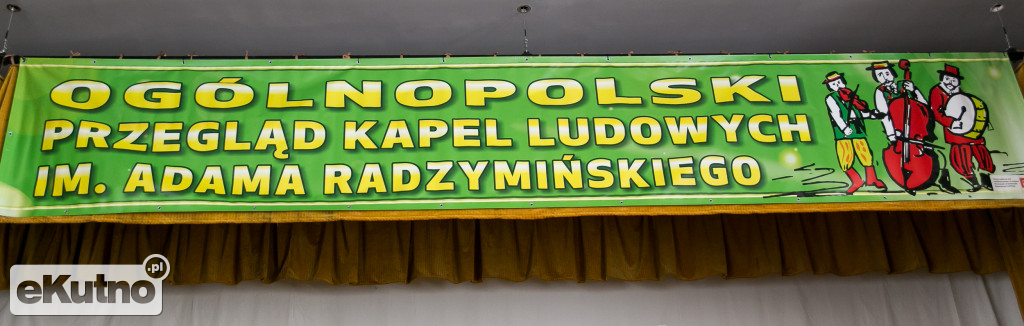 OGÓLNOPOLSKI
PRZEGLĄD KAPEL LUDOWYCH
IM. ADAMA RADZYMIŃSKIEGO
eKutno.pl